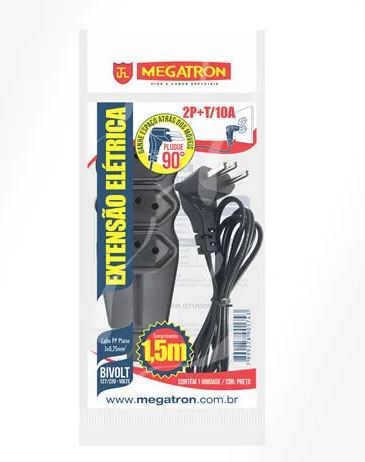 MEGATRON
FIOS E CABOS ESPECIAIS
2P+T/10A
GANHE ESPAÇO ATRÁS DOS MÓVEIS
PLUGUE
90°
EXTENSÃO ELÉTRICA
Cabo PP Plano
3x0,75mm²
Comprimento
1,5m
BIVOLT
127/220 - VOLTS
CONTÉM 1 UNIDADE / COR: PRETO
www.megatron.com.br